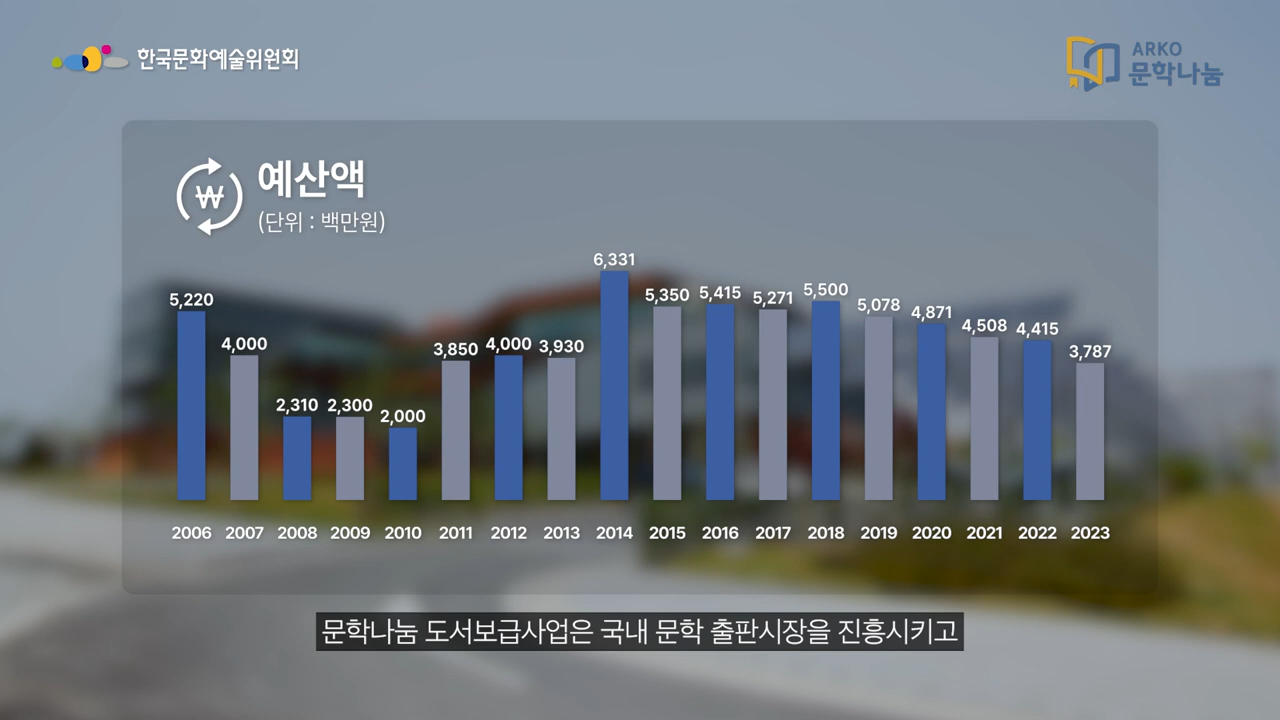 한국문화예술위원회
ARKO
문학나눔
₩
예산액
(단위 : 백만원)
5,220 4,000 2,310 2,300 2,000 3,850 4,000 3,930 6,331 5,350 5,415 5,271 5,500 5,078 4,871 4,508 4,415 3,787
2006 2007 2008 2009 2010 2011 2012 2013 2014 2015 2016 2017 2018 2019 2020 2021 2022 2023
문학나눔 도서보급사업은 국내 문학 출판시장을 진흥시키고